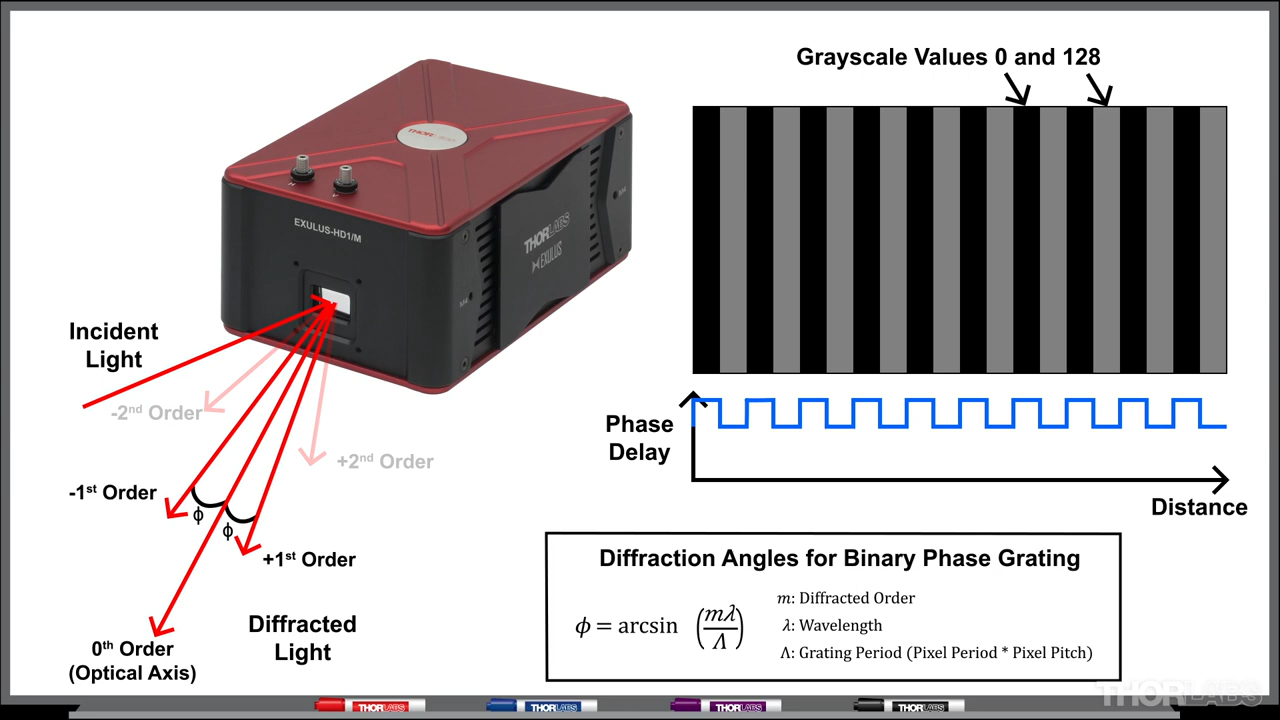 Grayscale Values 0 and 128
THORLABS
EXULUS-HD1/M
THORLABS
EXULUS
Incident
Light
-2nd Order
+2nd Order
-1st Order
ϕ
ϕ
+1st Order
0th Order
(Optical Axis)
Diffracted
Light
Phase
Delay
Distance
Diffraction Angles for Binary Phase Grating
ϕ = arcsin (mλ/Λ)
m: Diffracted Order
λ: Wavelength
Λ: Grating Period (Pixel Period * Pixel Pitch)
THORLABS
THORLABS
THORLABS
THORLABS
THORLABS